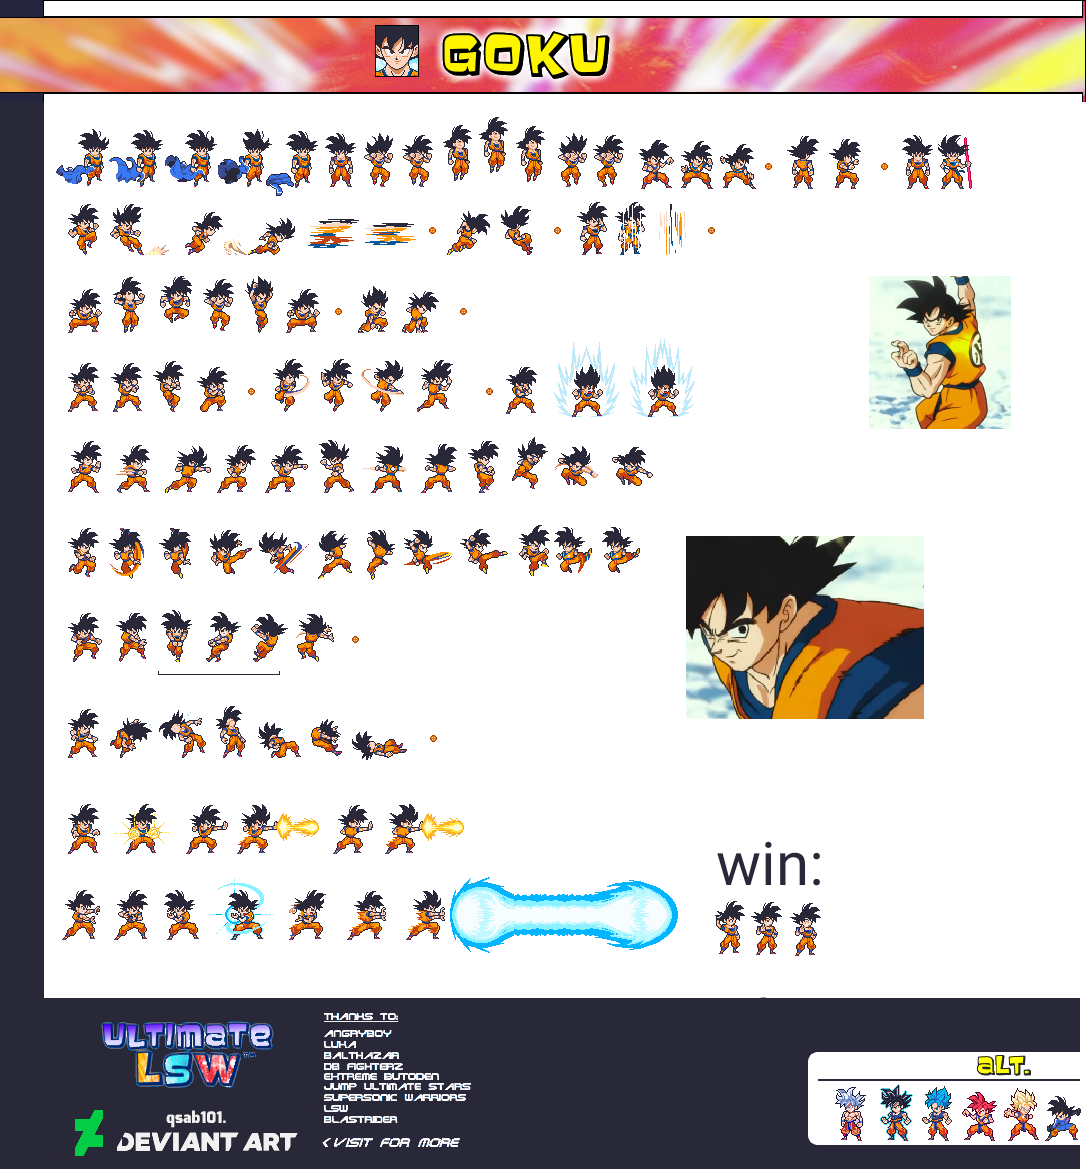 GOKU
win:
ULTIMATE
LSW™
THANKS TO:
ANGRYBOY
LUKA
BALTHAZAR
DB FIGHTERZ
EXTREME BUTODEN
JUMP ULTIMATE STARS
SUPERSONIC WARRIORS
LSW
BLASTRIDER
qsab101.
DEVIANT ART
< VISIT FOR MORE
ALT.